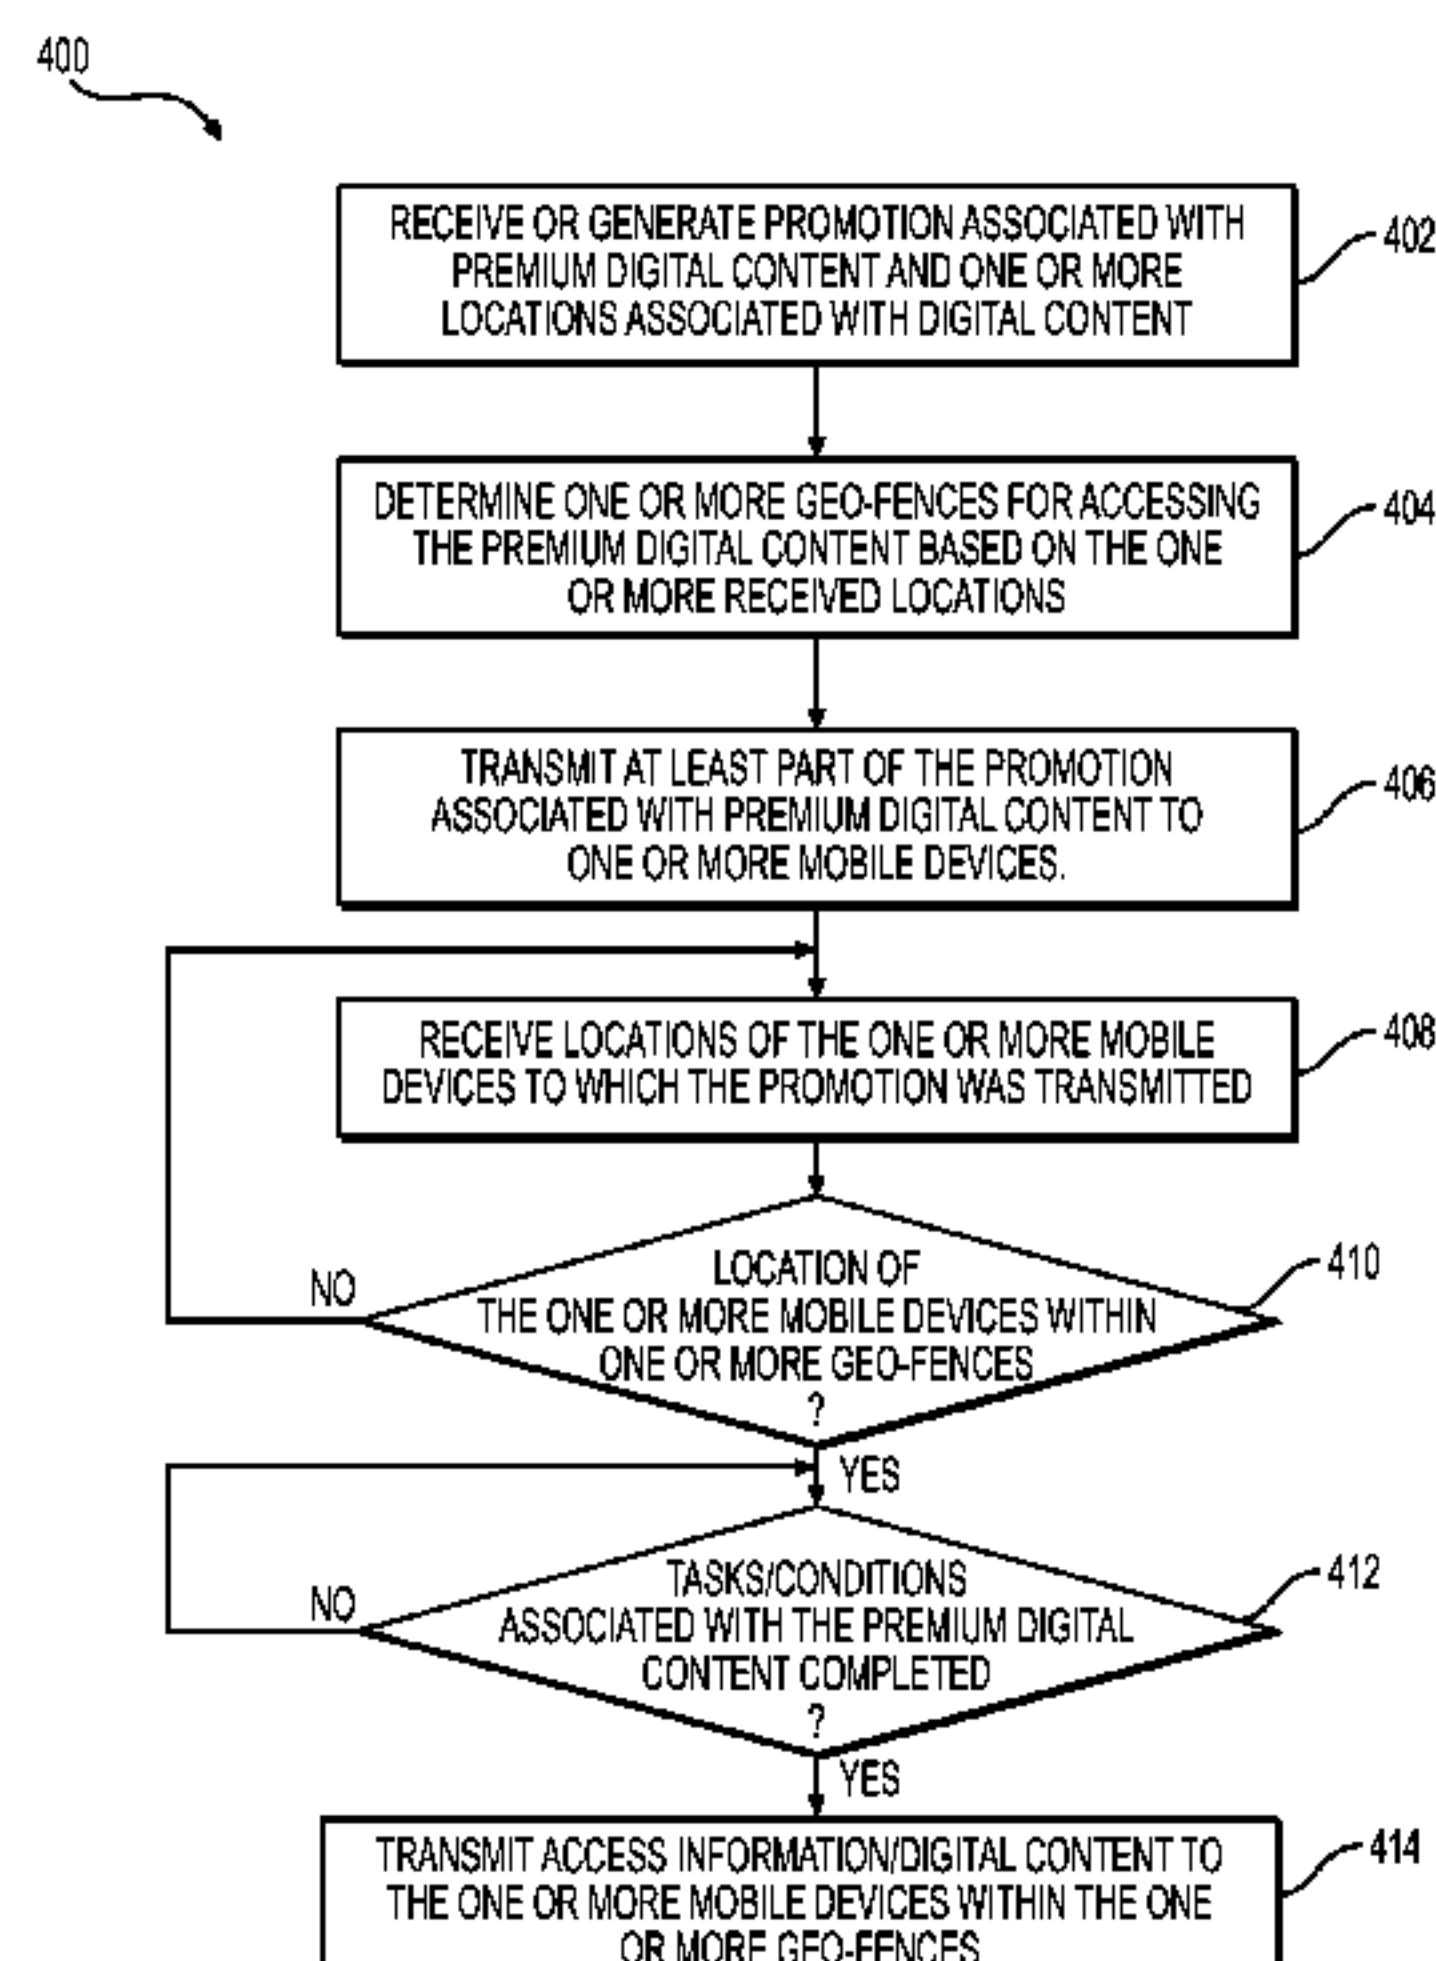 400
RECEIVE OR GENERATE PROMOTION ASSOCIATED WITH
PREMIUM DIGITAL CONTENT AND ONE OR MORE
LOCATIONS ASSOCIATED WITH DIGITAL CONTENT
402
DETERMINE ONE OR MORE GEO-FENCES FOR ACCESSING
THE PREMIUM DIGITAL CONTENT BASED ON THE ONE
OR MORE RECEIVED LOCATIONS
404
TRANSMIT AT LEAST PART OF THE PROMOTION
ASSOCIATED WITH PREMIUM DIGITAL CONTENT TO
ONE OR MORE MOBILE DEVICES.
406
RECEIVE LOCATIONS OF THE ONE OR MORE MOBILE
DEVICES TO WHICH THE PROMOTION WAS TRANSMITTED
408
LOCATION OF
THE ONE OR MORE MOBILE DEVICES WITHIN
ONE OR MORE GEO-FENCES
?
410
NO
YES
TASKS/CONDITIONS
ASSOCIATED WITH THE PREMIUM DIGITAL
CONTENT COMPLETED
?
412
NO
YES
TRANSMIT ACCESS INFORMATION/DIGITAL CONTENT TO
THE ONE OR MORE MOBILE DEVICES WITHIN THE ONE
OR MORE GEO-FENCES
414